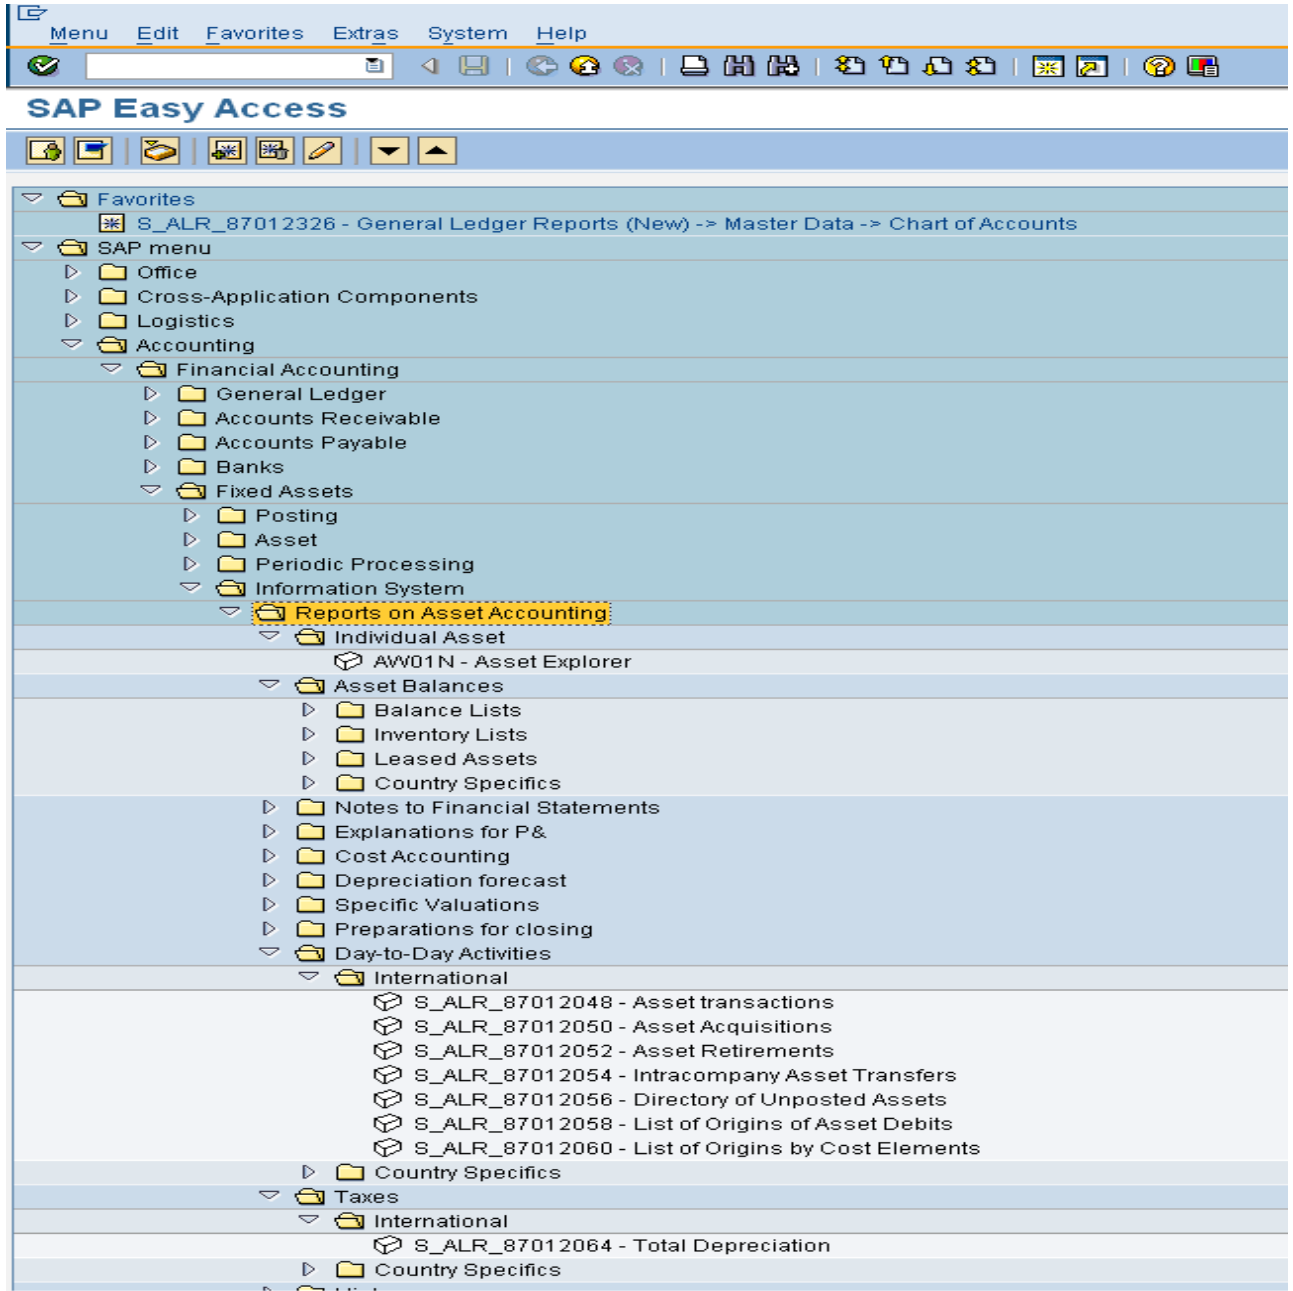 Menu Edit Favorites Extras System Help
SAP Easy Access
Favorites
S_ALR_87012326 - General Ledger Reports (New) -> Master Data -> Chart of Accounts
SAP menu
Office
Cross-Application Components
Logistics
Accounting
Financial Accounting
General Ledger
Accounts Receivable
Accounts Payable
Banks
Fixed Assets
Posting
Asset
Periodic Processing
Information System
Reports on Asset Accounting
Individual Asset
AW01N - Asset Explorer
Asset Balances
Balance Lists
Inventory Lists
Leased Assets
Country Specifics
Notes to Financial Statements
Explanations for P&
Cost Accounting
Depreciation forecast
Specific Valuations
Preparations for closing
Day-to-Day Activities
International
S_ALR_87012048 - Asset transactions
S_ALR_87012050 - Asset Acquisitions
S_ALR_87012052 - Asset Retirements
S_ALR_87012054 - Intracompany Asset Transfers
S_ALR_87012056 - Directory of Unposted Assets
S_ALR_87012058 - List of Origins of Asset Debits
S_ALR_87012060 - List of Origins by Cost Elements
Country Specifics
Taxes
International
S_ALR_87012064 - Total Depreciation
Country Specifics